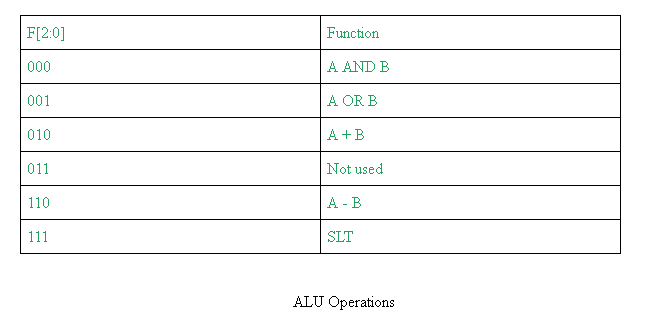 F[2:0] Function
000 A AND B
001 A OR B
010 A + B
011 Not used
110 A - B
111 SLT
ALU Operations